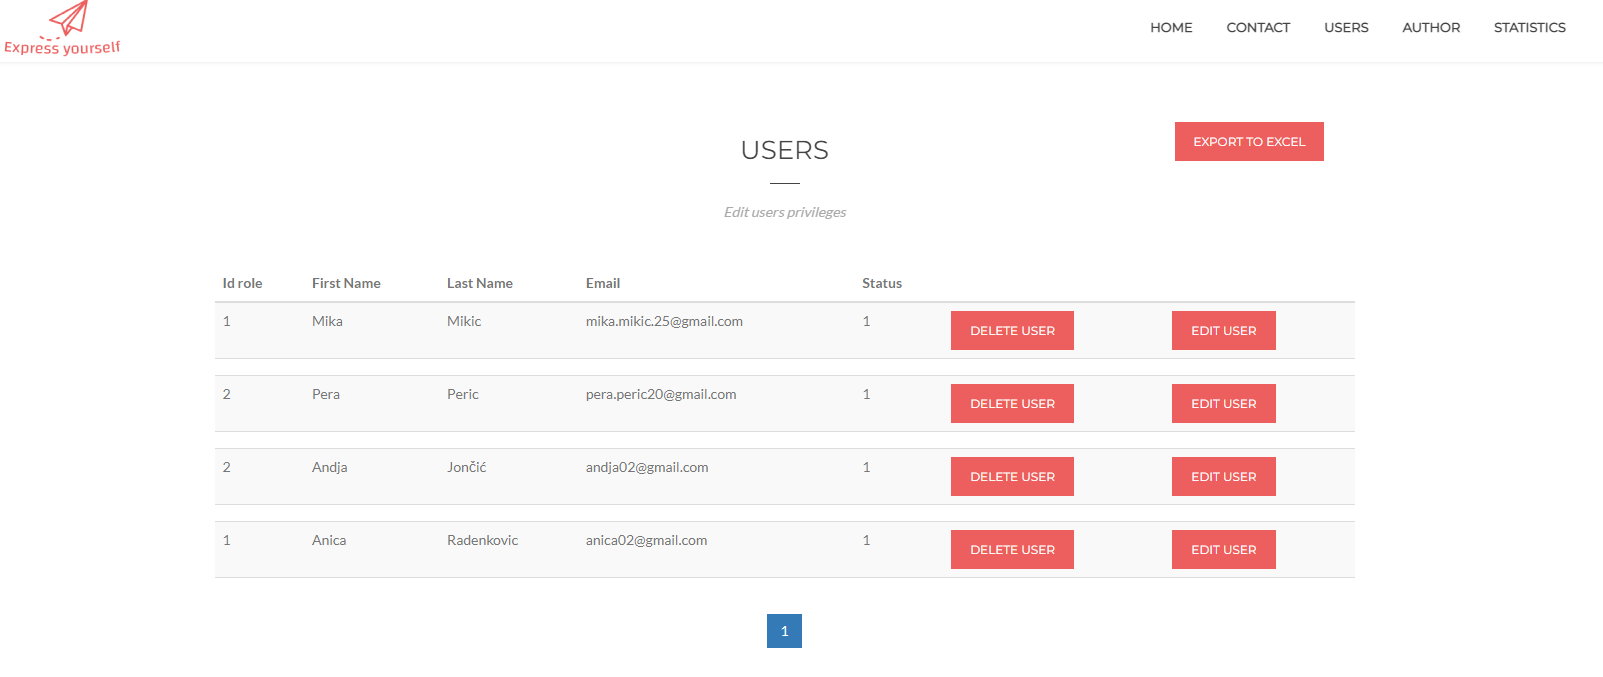 Express yourself
HOME CONTACT USERS AUTHOR STATISTICS
USERS
EXPORT TO EXCEL
Edit users privileges
Id role First Name Last Name Email Status
1 Mika Mikic mika.mikic.25@gmail.com 1 DELETE USER EDIT USER
2 Pera Peric pera.peric20@gmail.com 1 DELETE USER EDIT USER
2 Andja Jončić andja02@gmail.com 1 DELETE USER EDIT USER
1 Anica Radenkovic anica02@gmail.com 1 DELETE USER EDIT USER
1